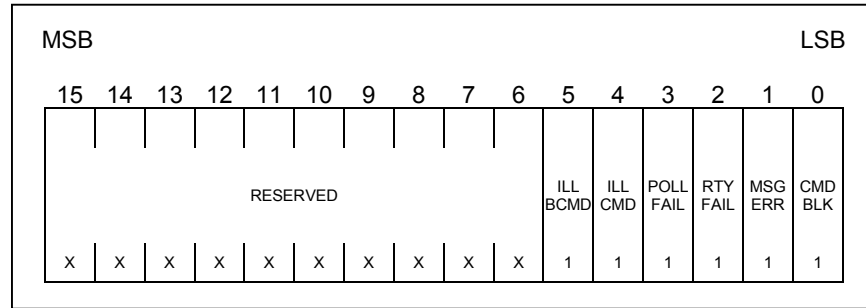 MSB LSB
15 14 13 12 11 10 9 8 7 6 5 4 3 2 1 0
RESERVED
ILL BCMD
ILL CMD
POLL FAIL
RTY FAIL
MSG ERR
CMD BLK
X X X X X X X X X X 1 1 1 1 1 1